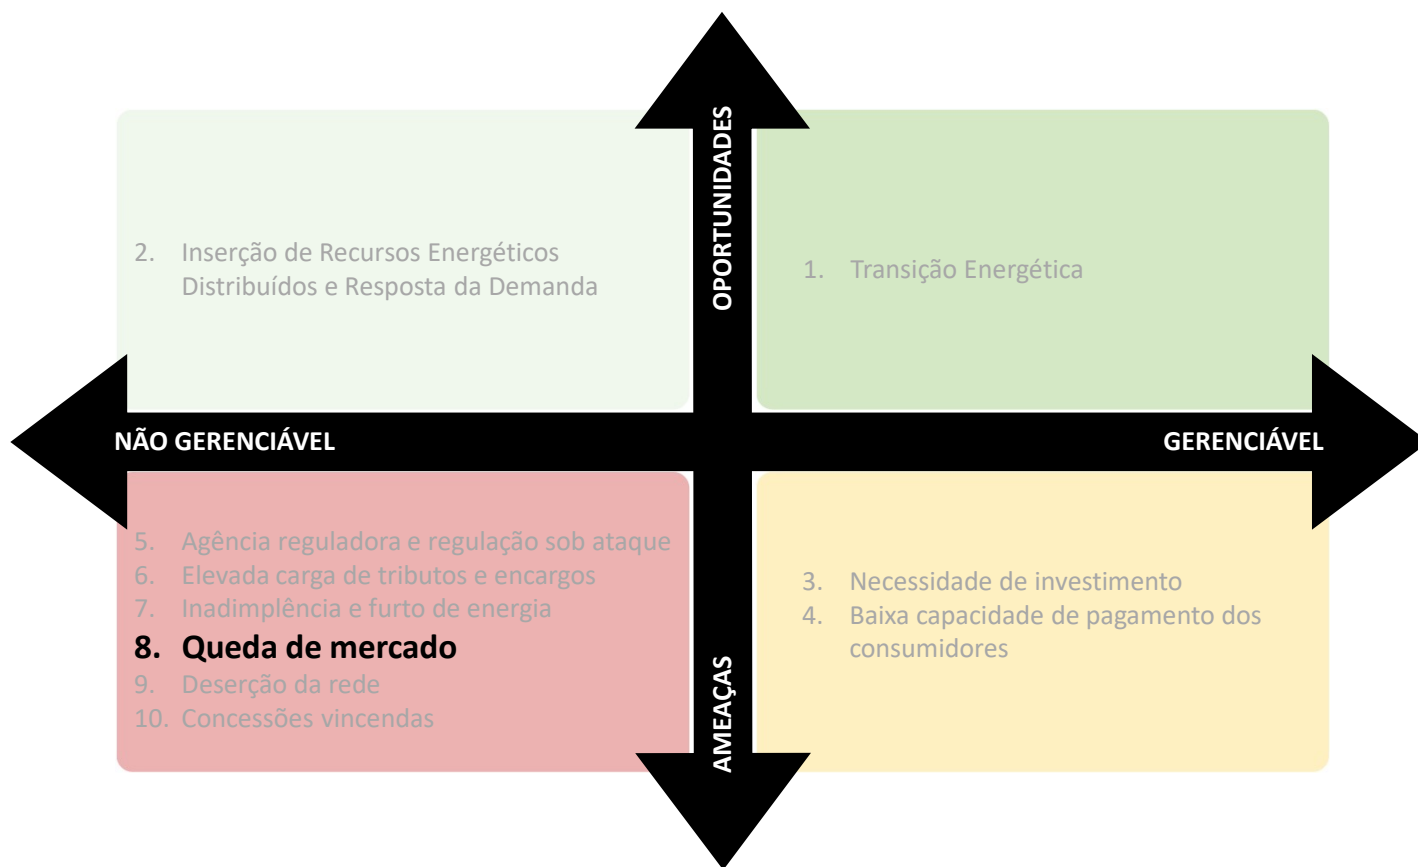 OPORTUNIDADES
2. Inserção de Recursos Energéticos
Distribuídos e Resposta da Demanda
1. Transição Energética
NÃO GERENCIÁVEL
GERENCIÁVEL
5. Agência reguladora e regulação sob ataque
6. Elevada carga de tributos e encargos
7. Inadimplência e furto de energia
8. Queda de mercado
9. Deserção da rede
10. Concessões vincendas
3. Necessidade de investimento
4. Baixa capacidade de pagamento dos
consumidores
AMEAÇAS